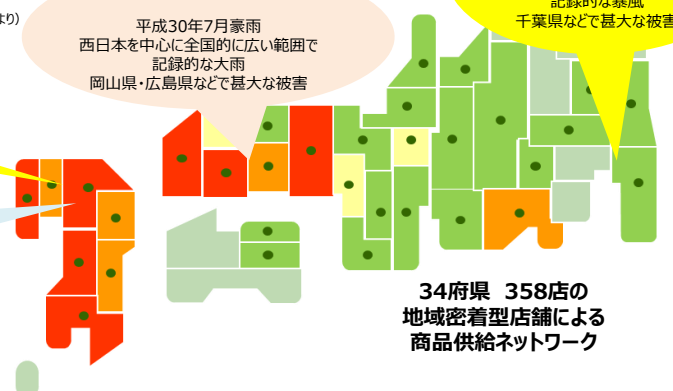 より)
平成30年7月豪雨
西日本を中心に全国的に広い範囲で
記録的な大雨
岡山県・広島県などで甚大な被害
記録的な暴風
千葉県などで甚大な被害
34府県 358店の
地域密着型店舗による
商品供給ネットワーク